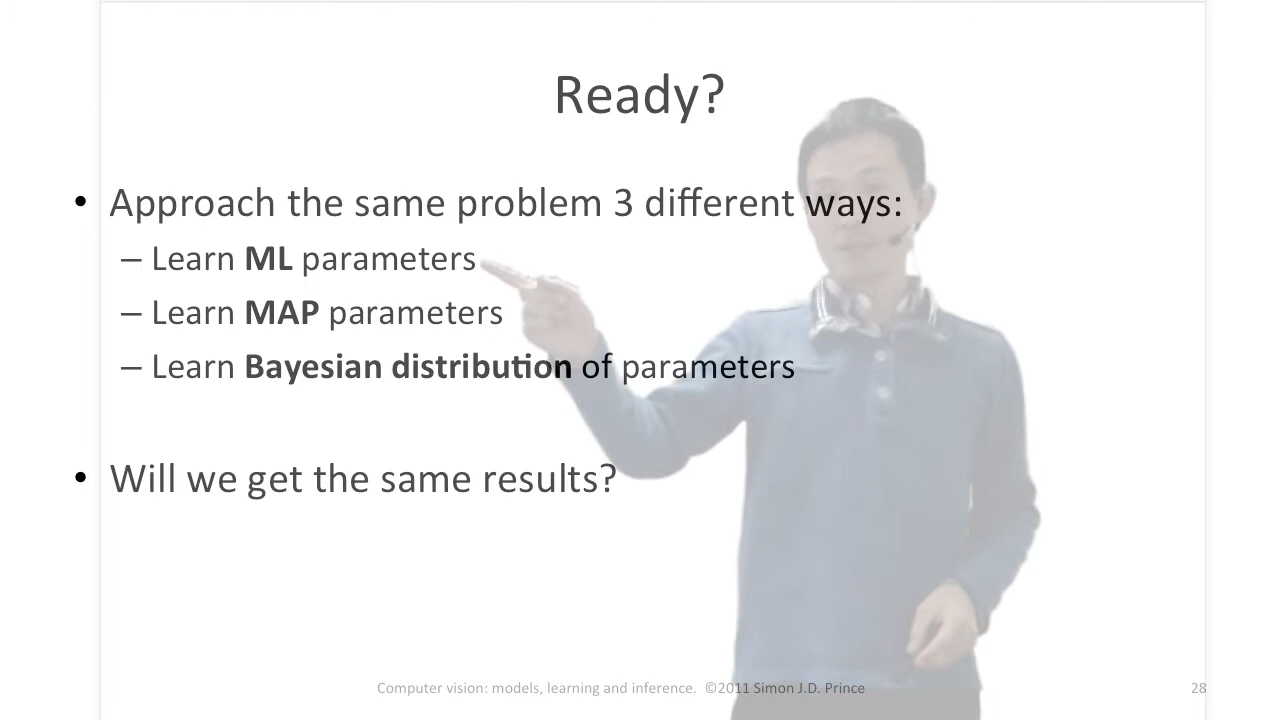 Ready?
• Approach the same problem 3 different ways:
– Learn ML parameters
– Learn MAP parameters
– Learn Bayesian distribution of parameters
• Will we get the same results?
Computer vision: models, learning and inference. ©2011 Simon J.D. Prince
28